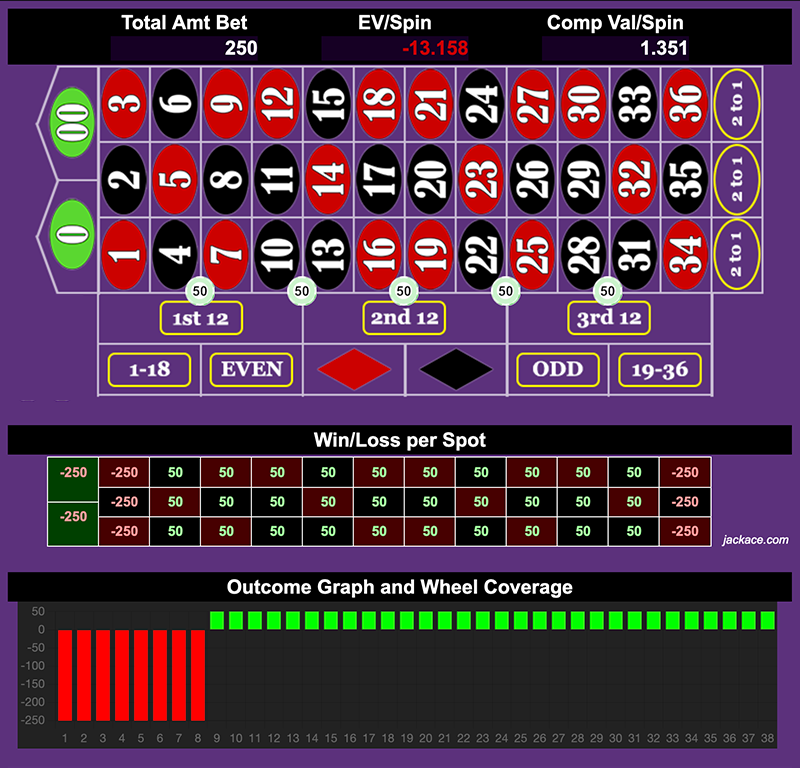 Total Amt Bet EV/Spin Comp Val/Spin
250 -13.158 1.351
00 3 6 9 12 15 18 21 24 27 30 33 36 2 to 1
2 5 8 11 14 17 20 23 26 29 32 35 2 to 1
0 1 4 7 10 13 16 19 22 25 28 31 34 2 to 1
50 50 50 50 50
1st 12 2nd 12 3rd 12
1-18 EVEN ODD 19-36
Win/Loss per Spot
-250 -250 50 50 50 50 50 50 50 50 50 50 -250
-250 50 50 50 50 50 50 50 50 50 50 -250
-250 -250 50 50 50 50 50 50 50 50 50 50 -250
jackace.com
Outcome Graph and Wheel Coverage
50
0
-50
-100
-150
-200
-250
1 2 3 4 5 6 7 8 9 10 11 12 13 14 15 16 17 18 19 20 21 22 23 24 25 26 27 28 29 30 31 32 33 34 35 36 37 38